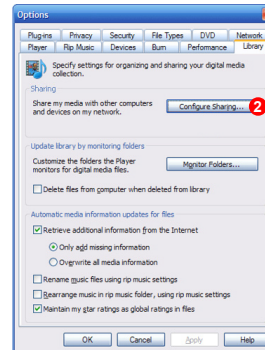 Options
Plug-ins Privacy Security File Types DVD Network
Player Rip Music Devices Burn Performance Library
Specify settings for organizing and sharing your digital media
collection.
Sharing
Share my media with other computers
and devices on my network.
Configure Sharing... 2
Update library by monitoring folders
Customize the folders the Player
monitors for digital media files.
Monitor Folders...
Delete files from computer when deleted from library
Automatic media information updates for files
Retrieve additional information from the Internet
Only add missing information
Overwrite all media information
Rename music files using rip music settings
Rearrange music in rip music folder, using rip music settings
Maintain my star ratings as global ratings in files
OK Cancel Apply Help